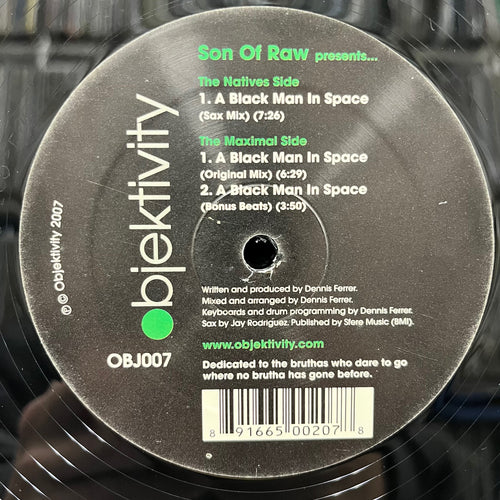 Son Of Raw presents...
The Natives Side
1. A Black Man In Space
(Sax Mix) (7:26)
The Maximal Side
1. A Black Man In Space
(Original Mix) (6:29)
2. A Black Man In Space
(Bonus Beats) (3:50)
Objektivity
℗ © Objektivity 2007
OBJ007
Written and produced by Dennis Ferrer.
Mixed and arranged by Dennis Ferrer.
Keyboards and drum programming by Dennis Ferrer.
Sax by Jay Rodriguez. Published by Sfere Music (BMI).
www.objektivity.com
Dedicated to the bruthas who dare to go
where no brutha has gone before.
8 91665 00207 8